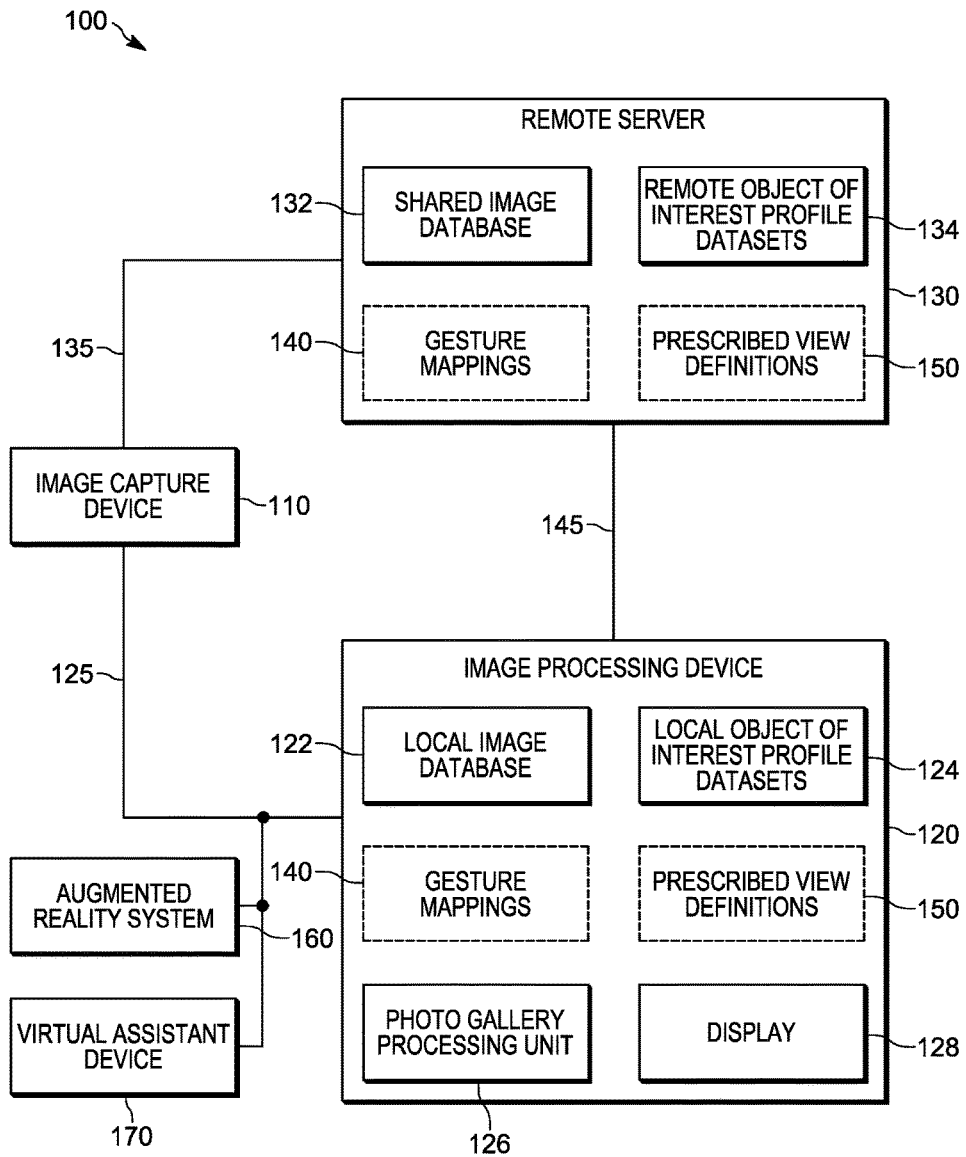 100
REMOTE SERVER
132
SHARED IMAGE
DATABASE
REMOTE OBJECT OF
INTEREST PROFILE
DATASETS
134
130
135
140
GESTURE
MAPPINGS
PRESCRIBED VIEW
DEFINITIONS
150
IMAGE CAPTURE
DEVICE
110
145
125
IMAGE PROCESSING DEVICE
122
LOCAL IMAGE
DATABASE
LOCAL OBJECT OF
INTEREST PROFILE
DATASETS
124
120
140
GESTURE
MAPPINGS
PRESCRIBED VIEW
DEFINITIONS
150
AUGMENTED
REALITY SYSTEM
160
VIRTUAL ASSISTANT
DEVICE
170
PHOTO GALLERY
PROCESSING UNIT
126
DISPLAY
128